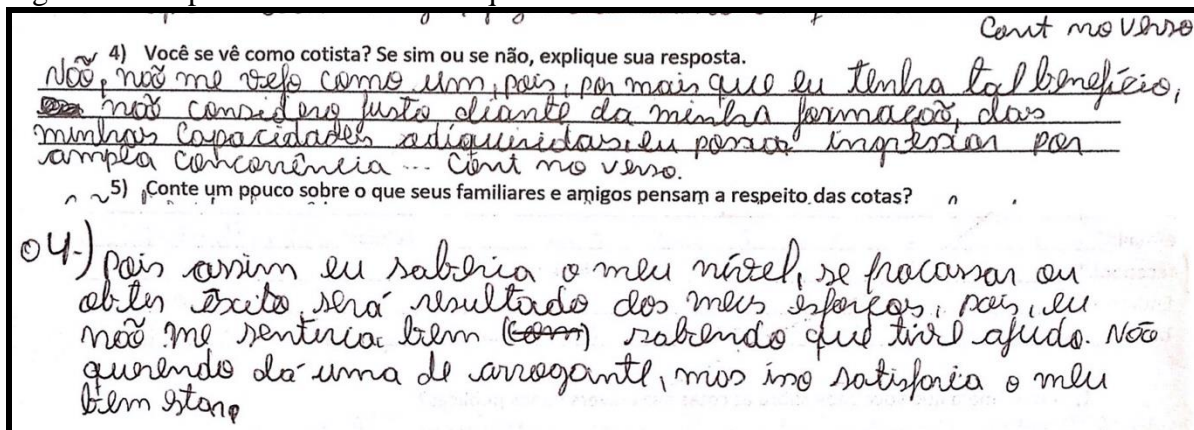 Cont no verso
4) Você se vê como cotista? Se sim ou se não, explique sua resposta.
Não, não me vejo como um, pois, por mais que eu tenha tal benefício,
não considero justo diante da minha formação, das
minhas capacidades adiquiridas, eu possa ingressar por
ampla concorrência ... Cont no verso.
5) Conte um ppuco sobre o que seus familiares e amigos pensam a respeito das cotas?
04-) pois assim eu saberia o meu nível, se fracassar ou
obter êxito será resultado dos meus esforços, pois, eu
não me sentiria bem (com) sabendo que tive ajuda. Não
querendo dá uma de arrogante, mas isso satisfaria o meu
bem estar